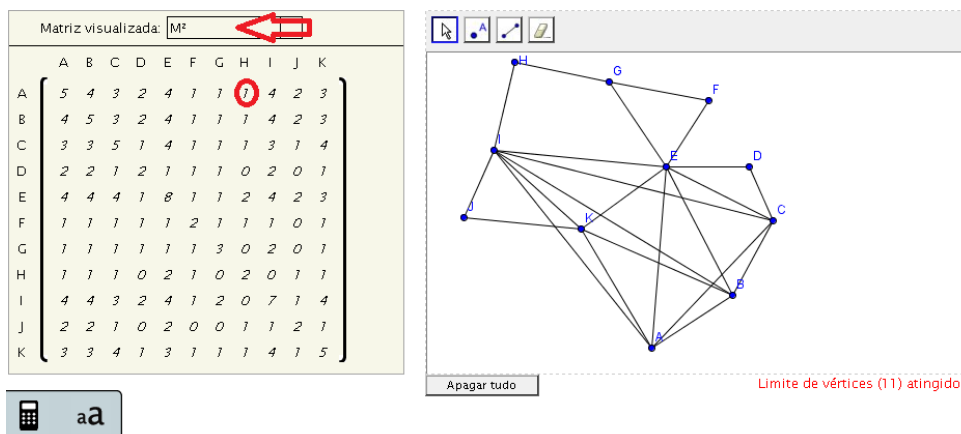 Matriz visualizada: M²
A B C D E F G H I J K
A 5 4 3 2 4 1 1 1 4 2 3
B 4 5 3 2 4 1 1 1 4 2 3
C 3 3 5 1 4 1 1 1 3 1 4
D 2 2 1 2 1 1 1 0 2 0 1
E 4 4 4 1 8 1 1 2 4 2 3
F 1 1 1 1 1 2 1 1 1 0 1
G 1 1 1 1 1 1 3 0 2 0 1
H 1 1 1 0 2 1 0 2 0 1 1
I 4 4 3 2 4 1 2 0 7 1 4
J 2 2 1 0 2 0 0 1 1 2 1
K 3 3 4 1 3 1 1 1 4 1 5
aA
A
H
G
F
I
E
D
J
K
C
B
A
Apagar tudo
Limite de vértices (11) atingido